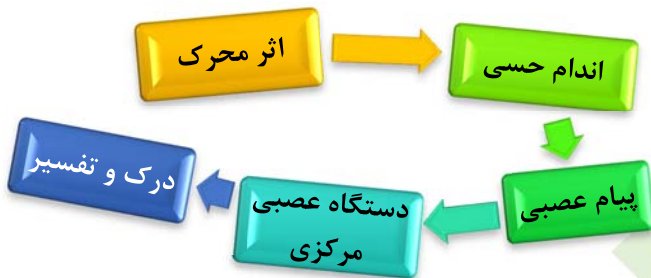 اثر محرک
اندام حسی
پیام عصبی
دستگاه عصبی
مرکزی
درک و تفسیر